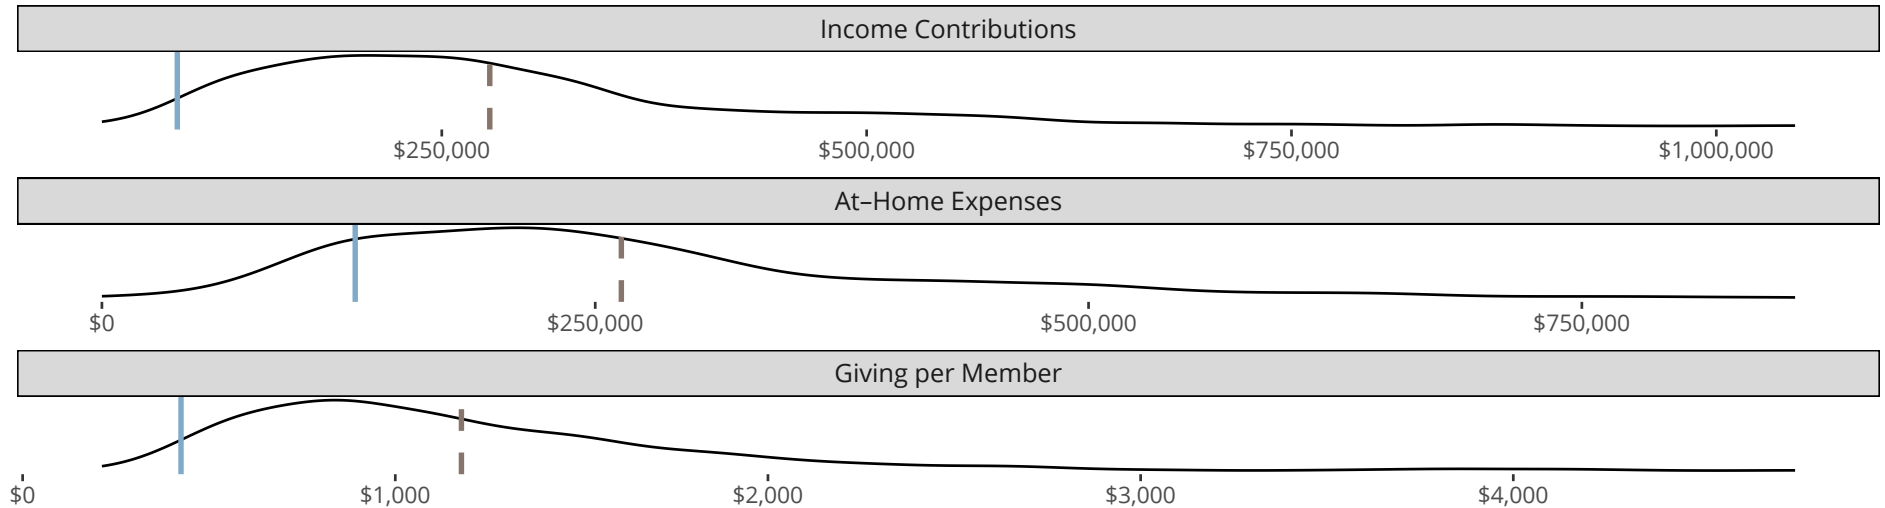 Income Contributions
$250,000 $500,000 $750,000 $1,000,000
At–Home Expenses
$0 $250,000 $500,000 $750,000
Giving per Member
$0 $1,000 $2,000 $3,000 $4,000